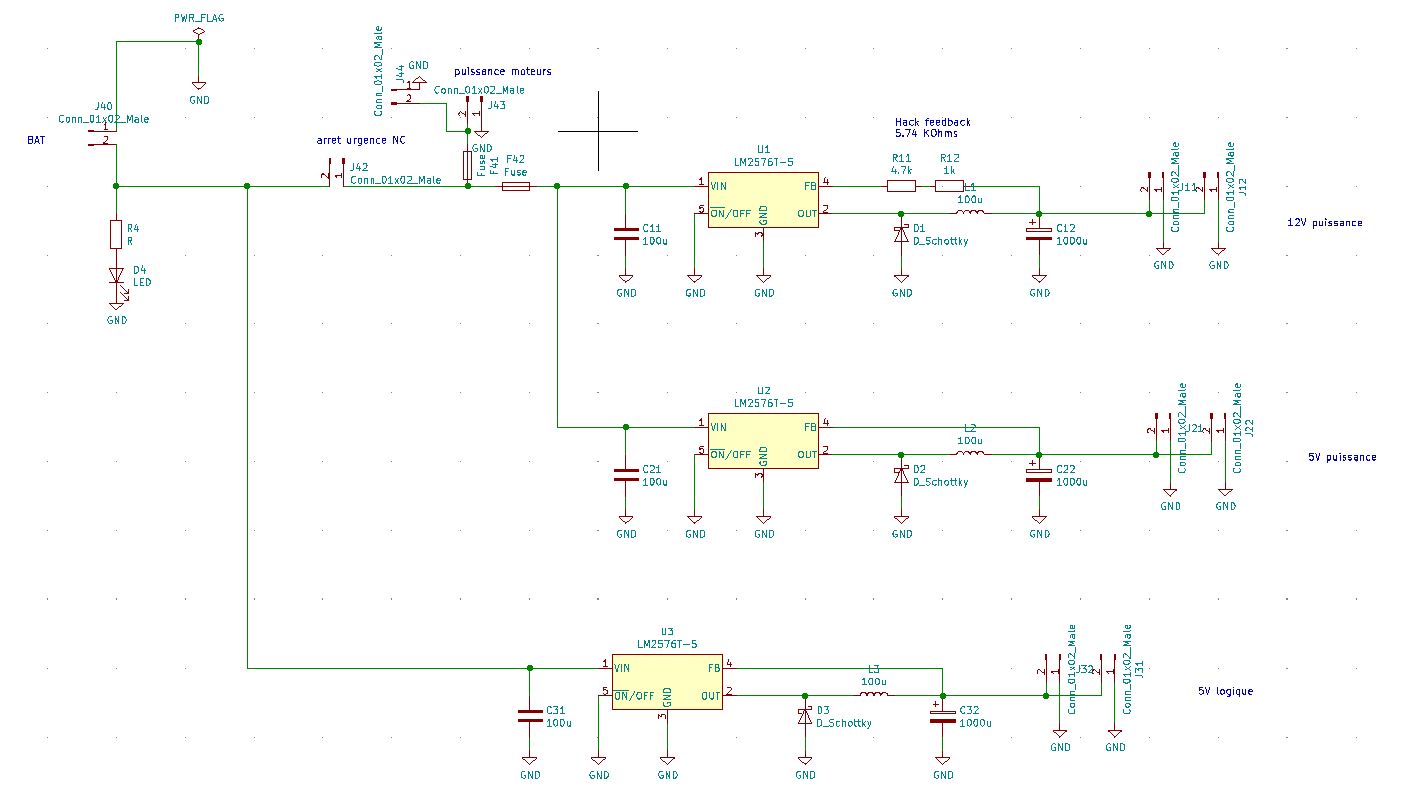 PWR_FLAG
GND
J40
Conn_01x02_Male
1
2
BAT
R4
R
D4
LED
GND
arret urgence NC
2
1
J42
Conn_01x02_Male
Conn_01x02_Male
J44
1
2
GND
puissance moteurs
Conn_01x02_Male
2
1
J43
GND
Fuse
F41
F42
Fuse
C11
100u
GND
U1
LM2576T-5
1
VIN
FB
4
5
ON/OFF
GND
OUT
2
3
GND
GND
Hack feedback
5.74 KOhms
R11
4.7k
R12
1k
L1
100u
D1
D_Schottky
GND
C12
1000u
GND
2
1
J11
Conn_01x02_Male
GND
2
1
J12
Conn_01x02_Male
GND
12V puissance
C21
100u
GND
U2
LM2576T-5
1
VIN
FB
4
5
ON/OFF
GND
OUT
2
3
GND
GND
L2
100u
D2
D_Schottky
GND
C22
1000u
GND
2
1
J21
Conn_01x02_Male
GND
2
1
J22
Conn_01x02_Male
GND
5V puissance
C31
100u
GND
U3
LM2576T-5
1
VIN
FB
4
5
ON/OFF
GND
OUT
2
3
GND
GND
L3
100u
D3
D_Schottky
GND
C32
1000u
GND
2
1
J32
Conn_01x02_Male
GND
2
1
J31
Conn_01x02_Male
GND
5V logique